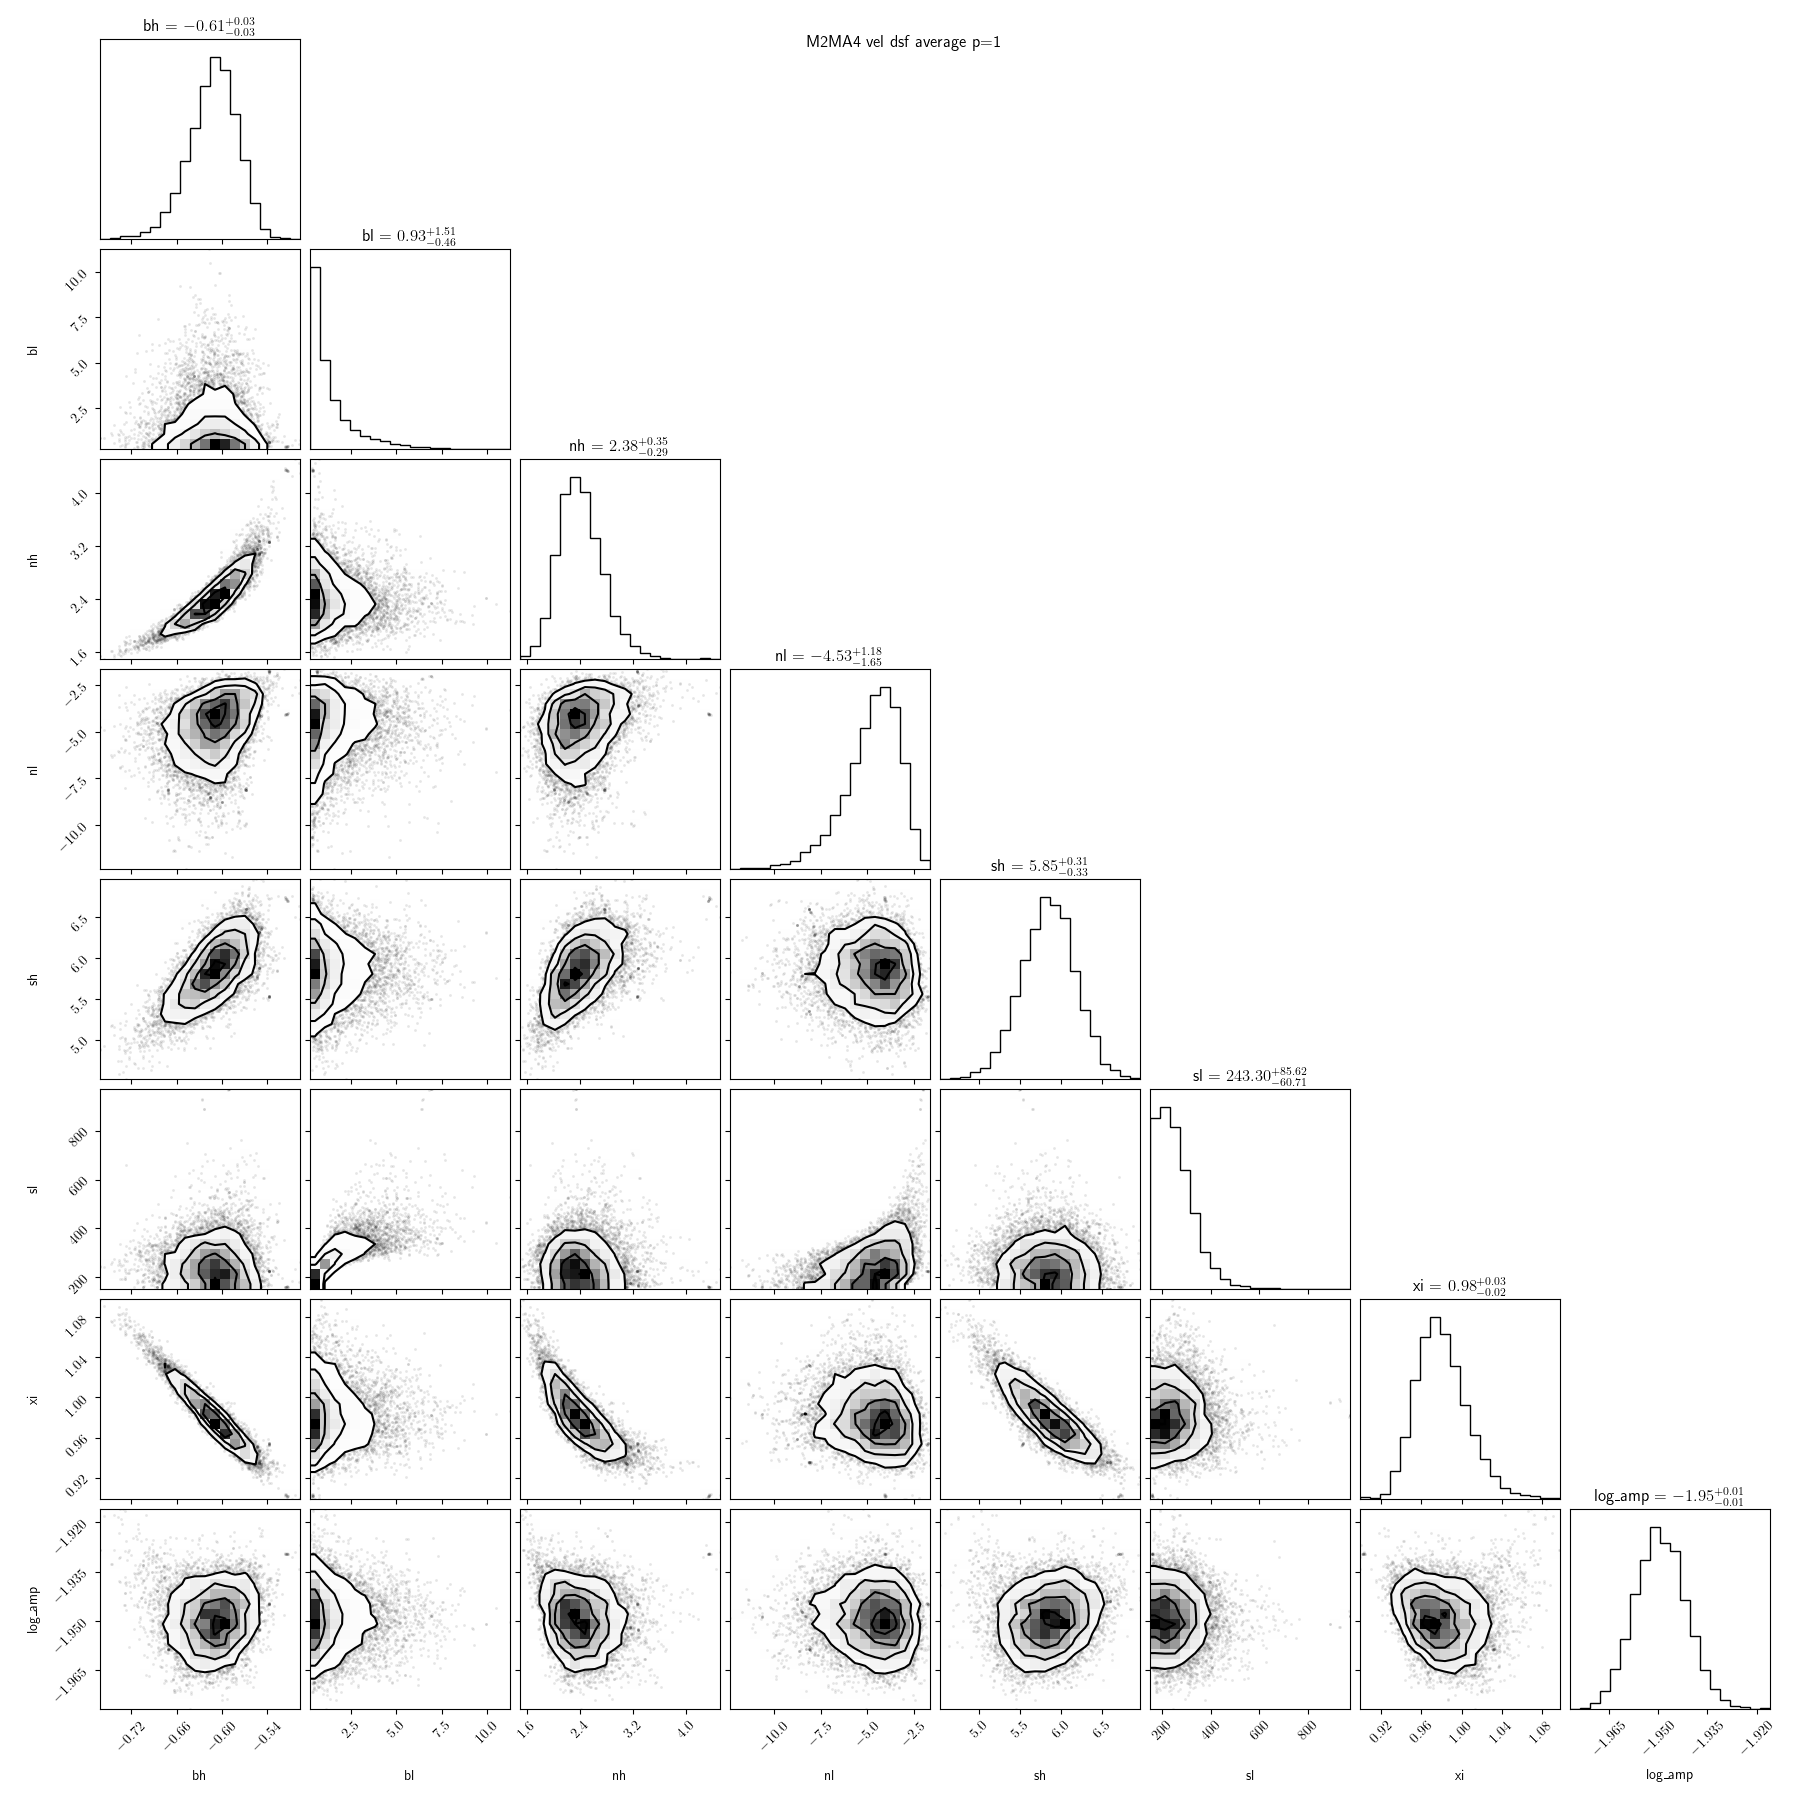 bh = −0.61+0.03 −0.03
M2MA4 vel dsf average p=1
bl = 0.93+1.51 −0.46
10.0
7.5
5.0
2.5
bl
nh = 2.38+0.35 −0.29
4.0
3.2
2.4
1.6
nh
nl = −4.53+1.18 −1.65
−2.5
−5.0
−7.5
−10.0
nl
sh = 5.85+0.31 −0.33
6.5
6.0
5.5
5.0
sh
sl = 243.30+85.62 −60.71
800
600
400
200
sl
xi = 0.98+0.03 −0.02
1.08
1.04
1.00
0.96
0.92
xi
log_amp = −1.95+0.01 −0.01
−1.920
−1.935
−1.950
−1.965
log_amp
−0.72 −0.66 −0.60 −0.54 2.5 5.0 7.5 10.0 1.6 2.4 3.2 4.0 −10.0 −7.5 −5.0 −2.5 5.0 5.5 6.0 6.5 200 400 600 800 0.92 0.96 1.00 1.04 1.08 −1.965 −1.950 −1.935 −1.920
bh bl nh nl sh sl xi log_amp